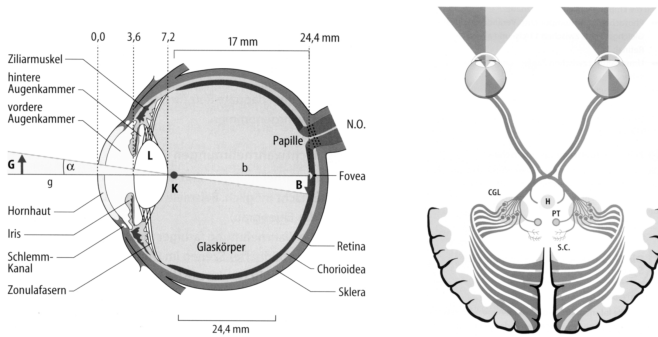 0,0 3,6 7,2 b 24,4 mm
17 mm
Ziliarmuskel
hintere
Augenkammer
vordere
Augenkammer
N.O.
Papille
L
G
α
g
b
K
B
Fovea
Hornhaut
Iris
Schlemm-
Kanal
Zonulafasern
Glaskörper
Retina
Chorioidea
Sklera
24,4 mm
CGL
H
PT
S.C.